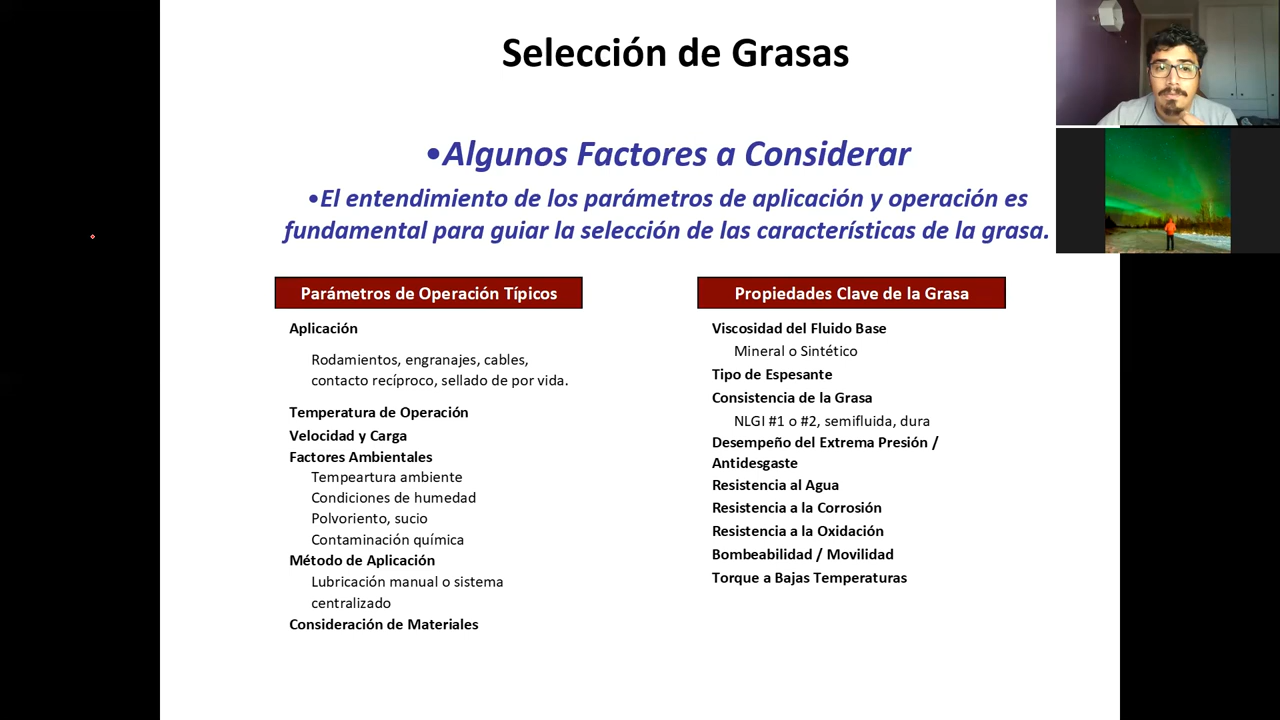 Selección de Grasas
•Algunos Factores a Considerar
•El entendimiento de los parámetros de aplicación y operación es
fundamental para guiar la selección de las características de la grasa.
Parámetros de Operación Típicos
Aplicación
Rodamientos, engranajes, cables,
contacto recíproco, sellado de por vida.
Temperatura de Operación
Velocidad y Carga
Factores Ambientales
Tempeartura ambiente
Condiciones de humedad
Polvoriento, sucio
Contaminación química
Método de Aplicación
Lubricación manual o sistema
centralizado
Consideración de Materiales
Propiedades Clave de la Grasa
Viscosidad del Fluido Base
Mineral o Sintético
Tipo de Espesante
Consistencia de la Grasa
NLGI #1 o #2, semifluida, dura
Desempeño del Extrema Presión /
Antidesgaste
Resistencia al Agua
Resistencia a la Corrosión
Resistencia a la Oxidación
Bombeabilidad / Movilidad
Torque a Bajas Temperaturas